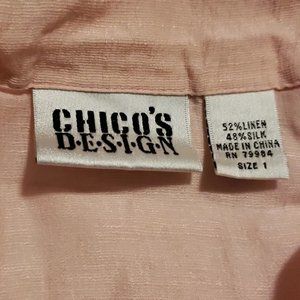 CHICO'S
D·E·S·I·G·N
52% LINEN
48% SILK
MADE IN CHINA
RN 79984
SIZE 1